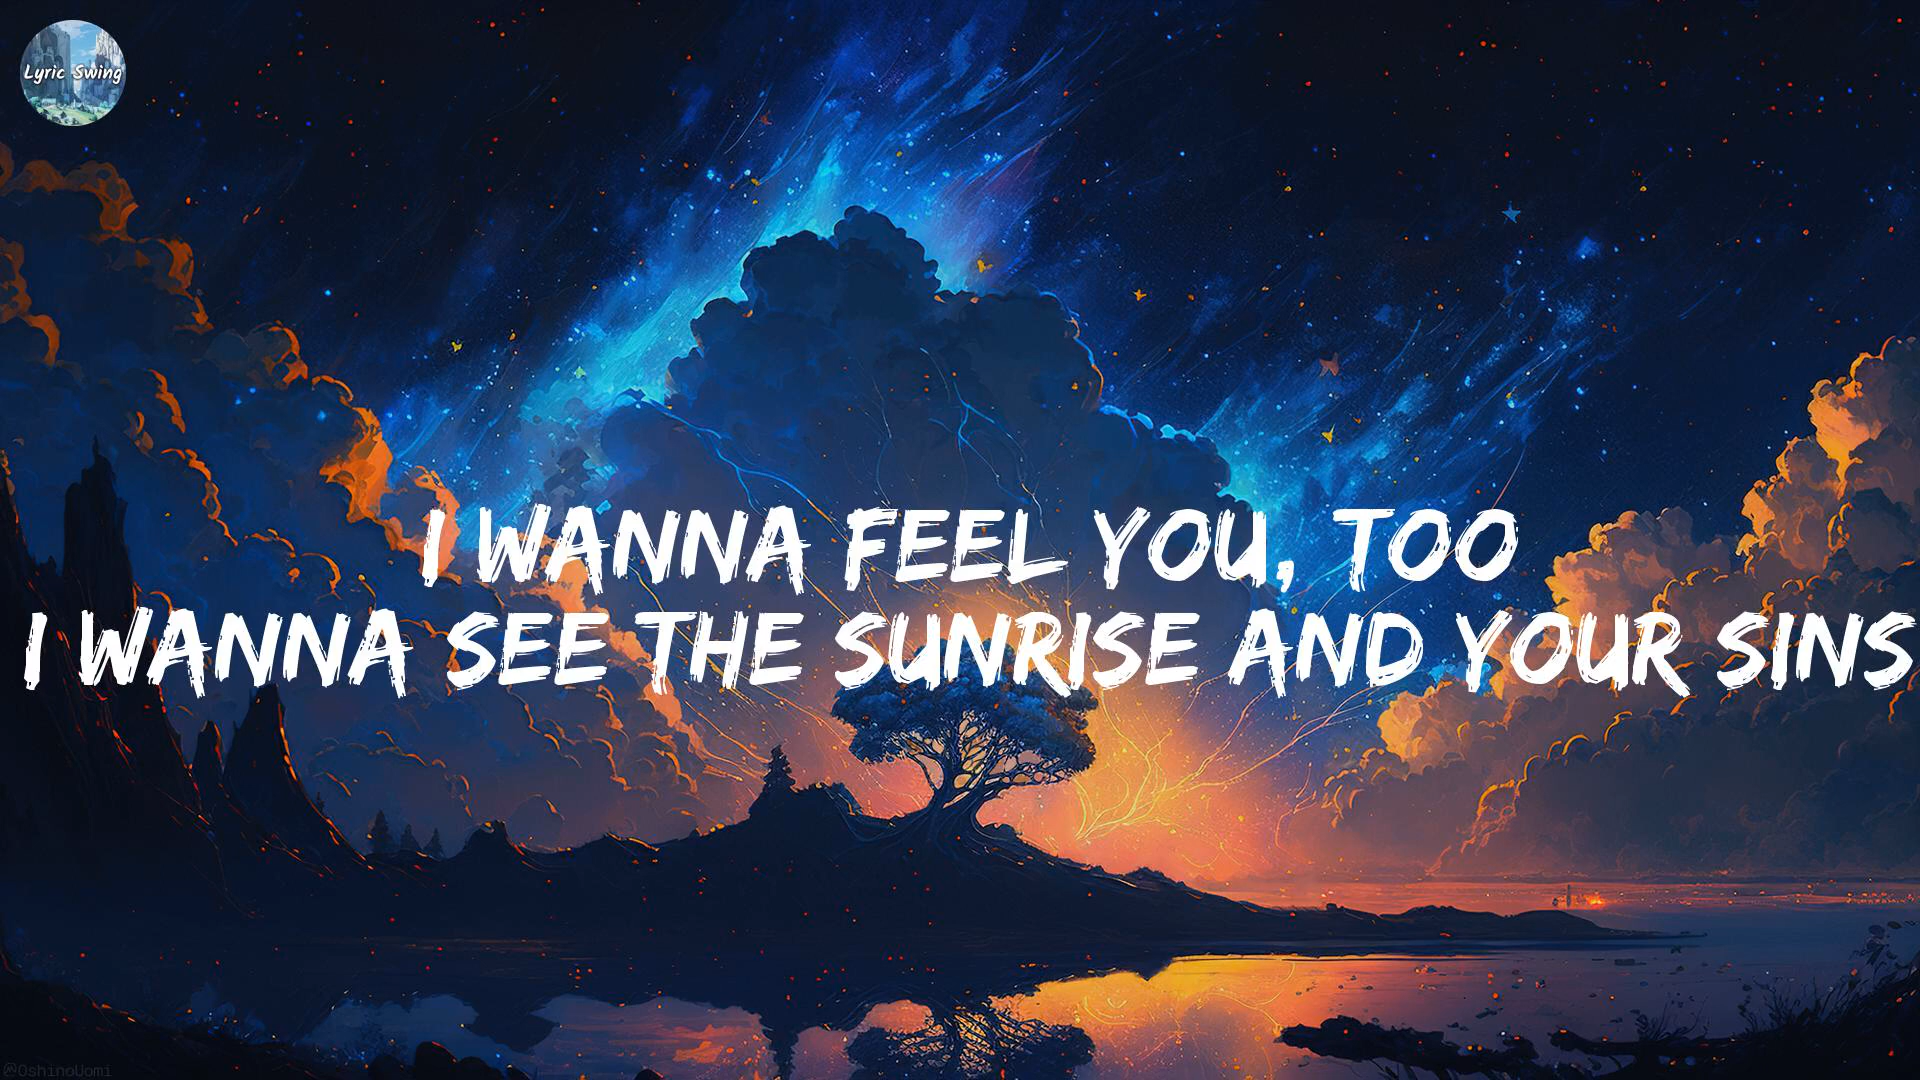 Lyric Swing
I WANNA FEEL YOU, TOO
I WANNA SEE THE SUNRISE AND YOUR SINS
@OshinoUomi